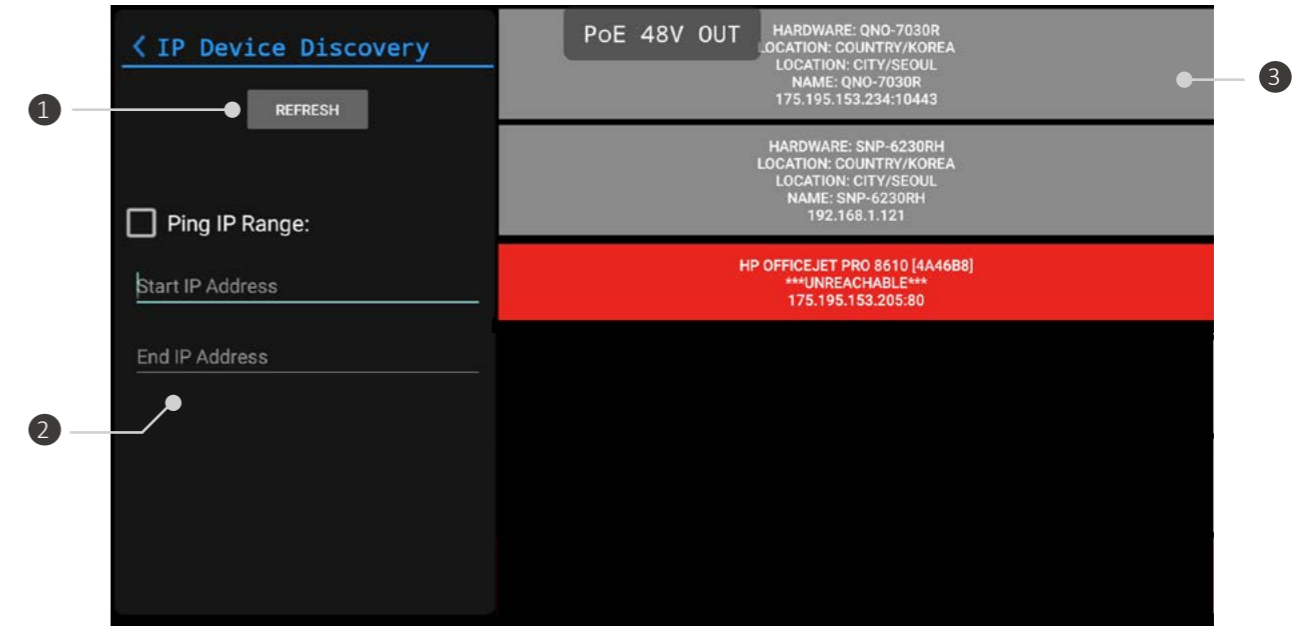 IP Device Discovery
1
REFRESH
Ping IP Range:
Start IP Address
End IP Address
2
PoE 48V OUT
HARDWARE: QNO-7030R
LOCATION: COUNTRY/KOREA
LOCATION: CITY/SEOUL
NAME: QNO-7030R
175.195.153.234:10443
3
HARDWARE: SNP-6230RH
LOCATION: COUNTRY/KOREA
LOCATION: CITY/SEOUL
NAME: SNP-6230RH
192.168.1.121
HP OFFICEJET PRO 8610 [4A46B8]
***UNREACHABLE***
175.195.153.205:80